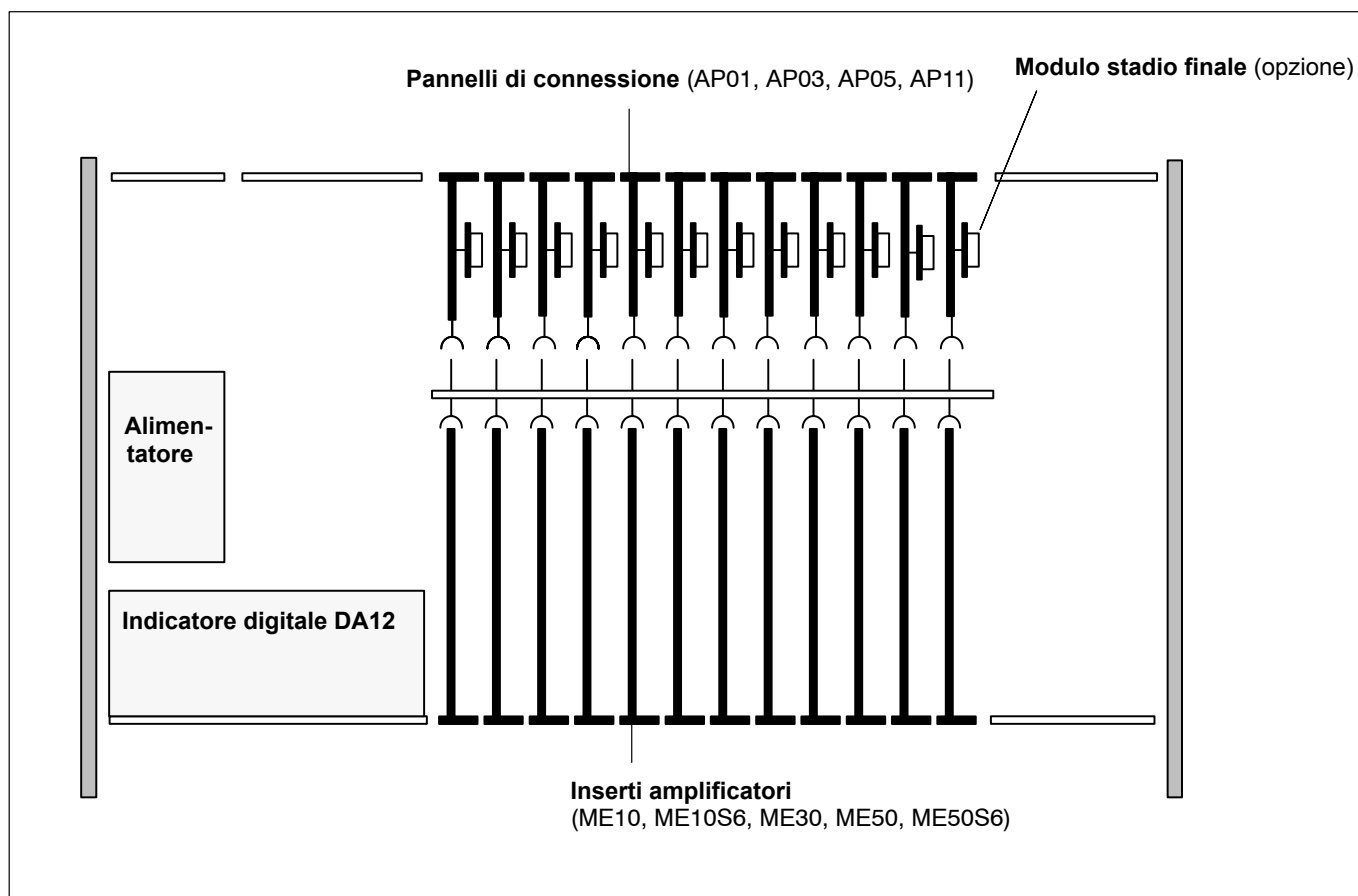 Pannelli di connessione (AP01, AP03, AP05, AP11)
Modulo stadio finale (opzione)
Alimen-
tatore
Indicatore digitale DA12
Inserti amplificatori
(ME10, ME10S6, ME30, ME50, ME50S6)